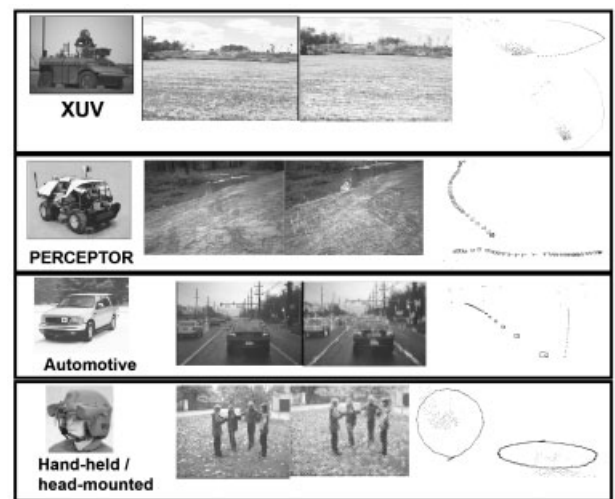 XUV
PERCEPTOR
Automotive
Hand-held /
head-mounted